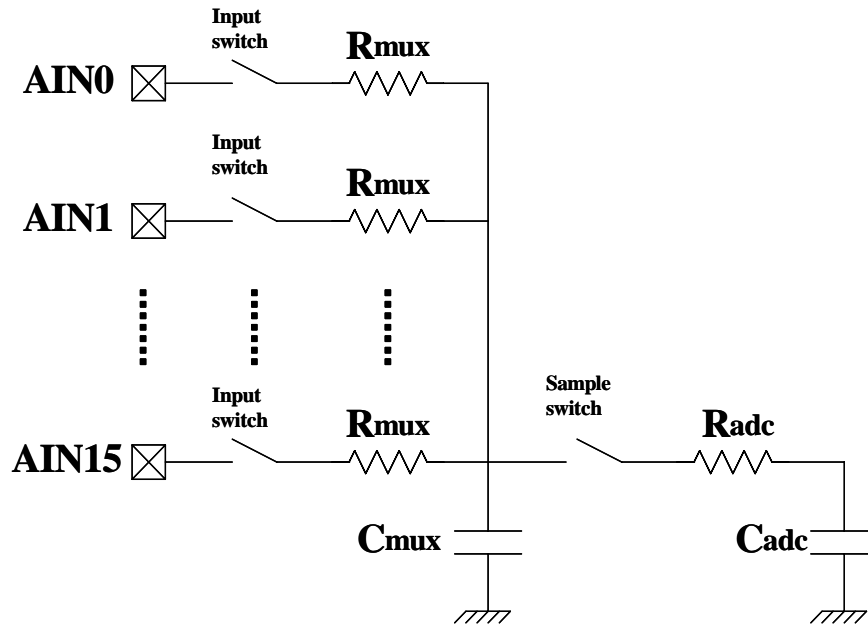 Input
switch
AIN0
Rmux
Input
switch
AIN1
Rmux
Input
switch
AIN15
Rmux
Sample
switch
Radc
Cmux
Cadc